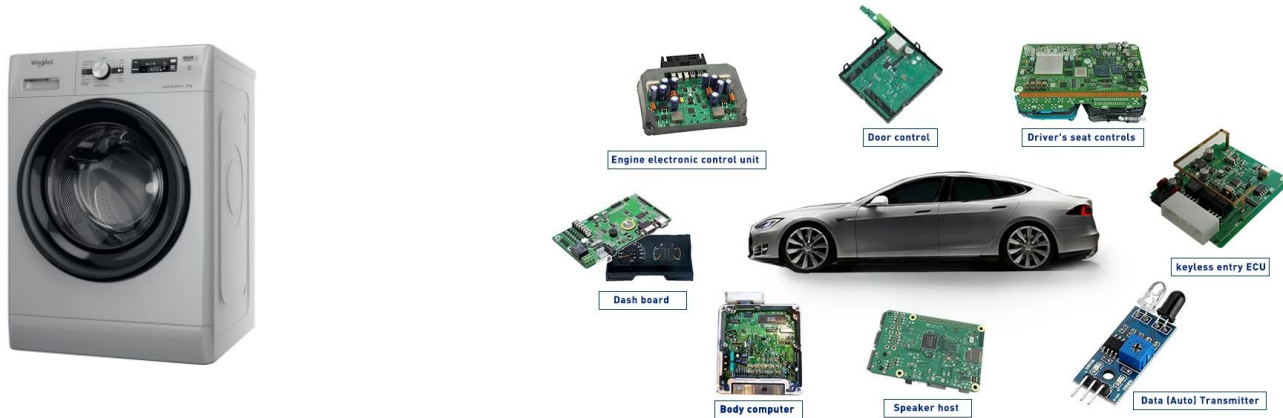 Whirlpool
Engine electronic control unit
Door control
Driver's seat controls
keyless entry ECU
Dash board
Body computer
Speaker host
Data (Auto) Transmitter